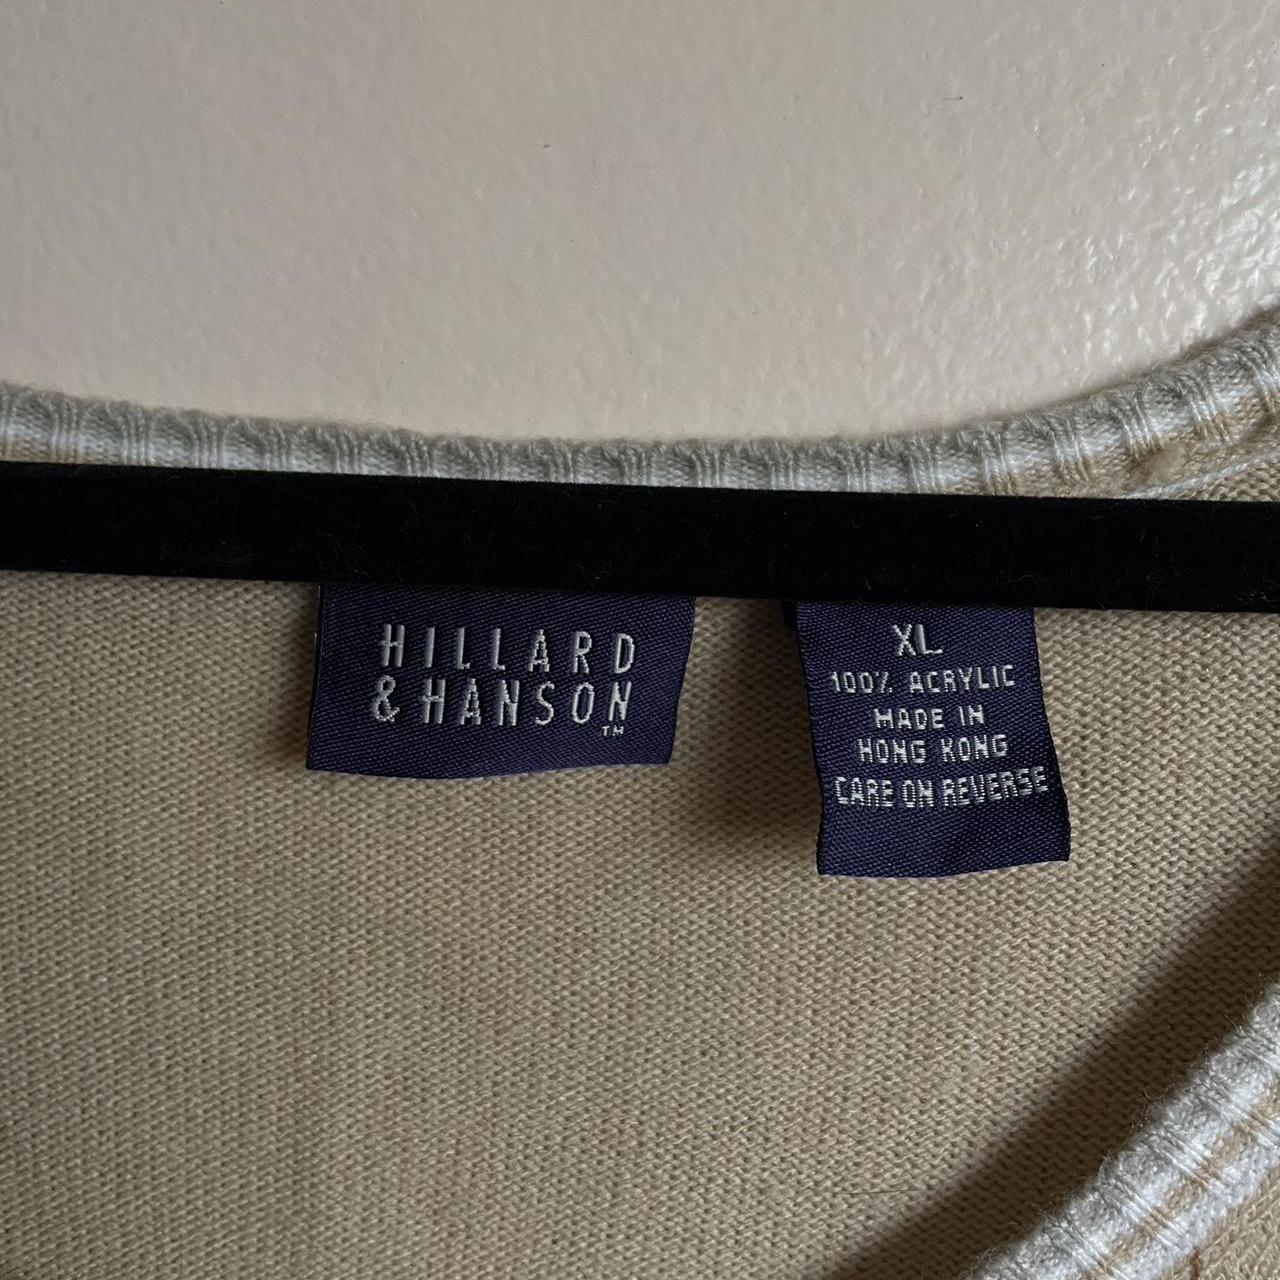 HILLARD
& HANSON
TM
XL
100% ACRYLIC
MADE IN
HONG KONG
CARE ON REVERSE